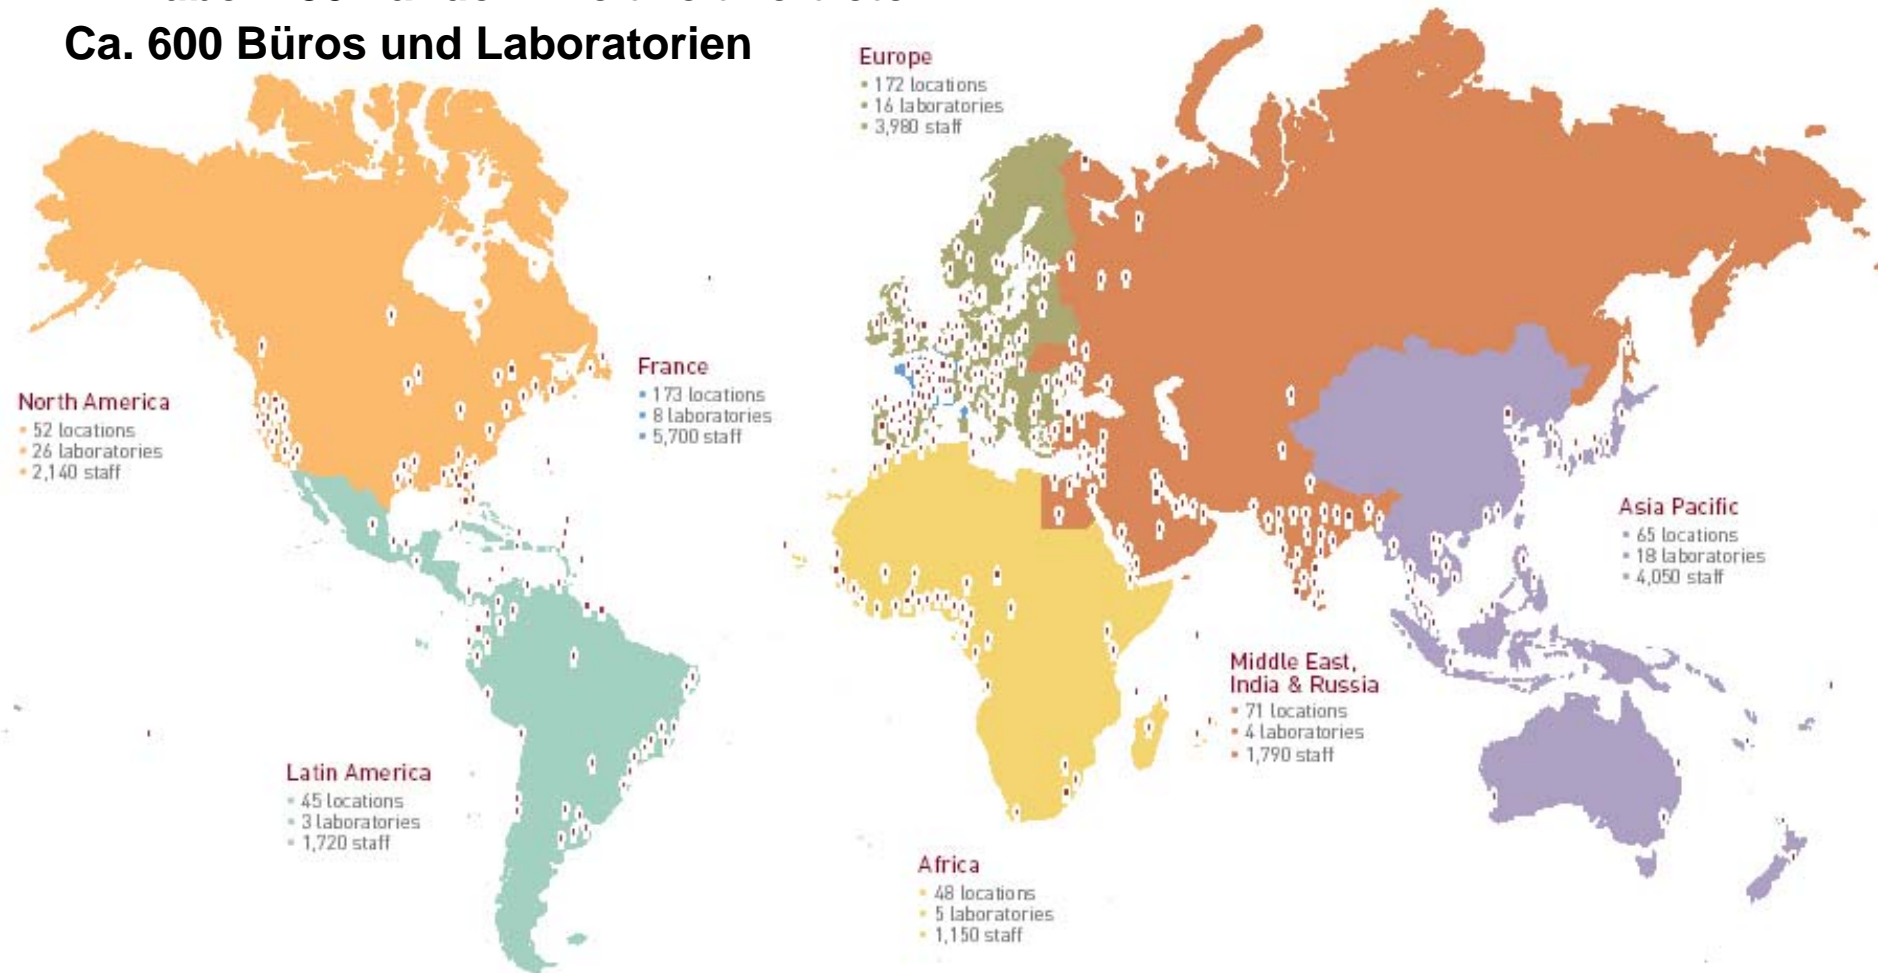 Ca. 600 Büros und Laboratorien
Europe
172 locations
16 laboratories
3,980 staff
France
173 locations
8 laboratories
5,700 staff
North America
52 locations
26 laboratories
2,140 staff
Asia Pacific
65 locations
18 laboratories
4,050 staff
Middle East,
India & Russia
71 locations
4 laboratories
1,790 staff
Latin America
45 locations
3 laboratories
1,720 staff
Africa
48 locations
5 laboratories
1,150 staff